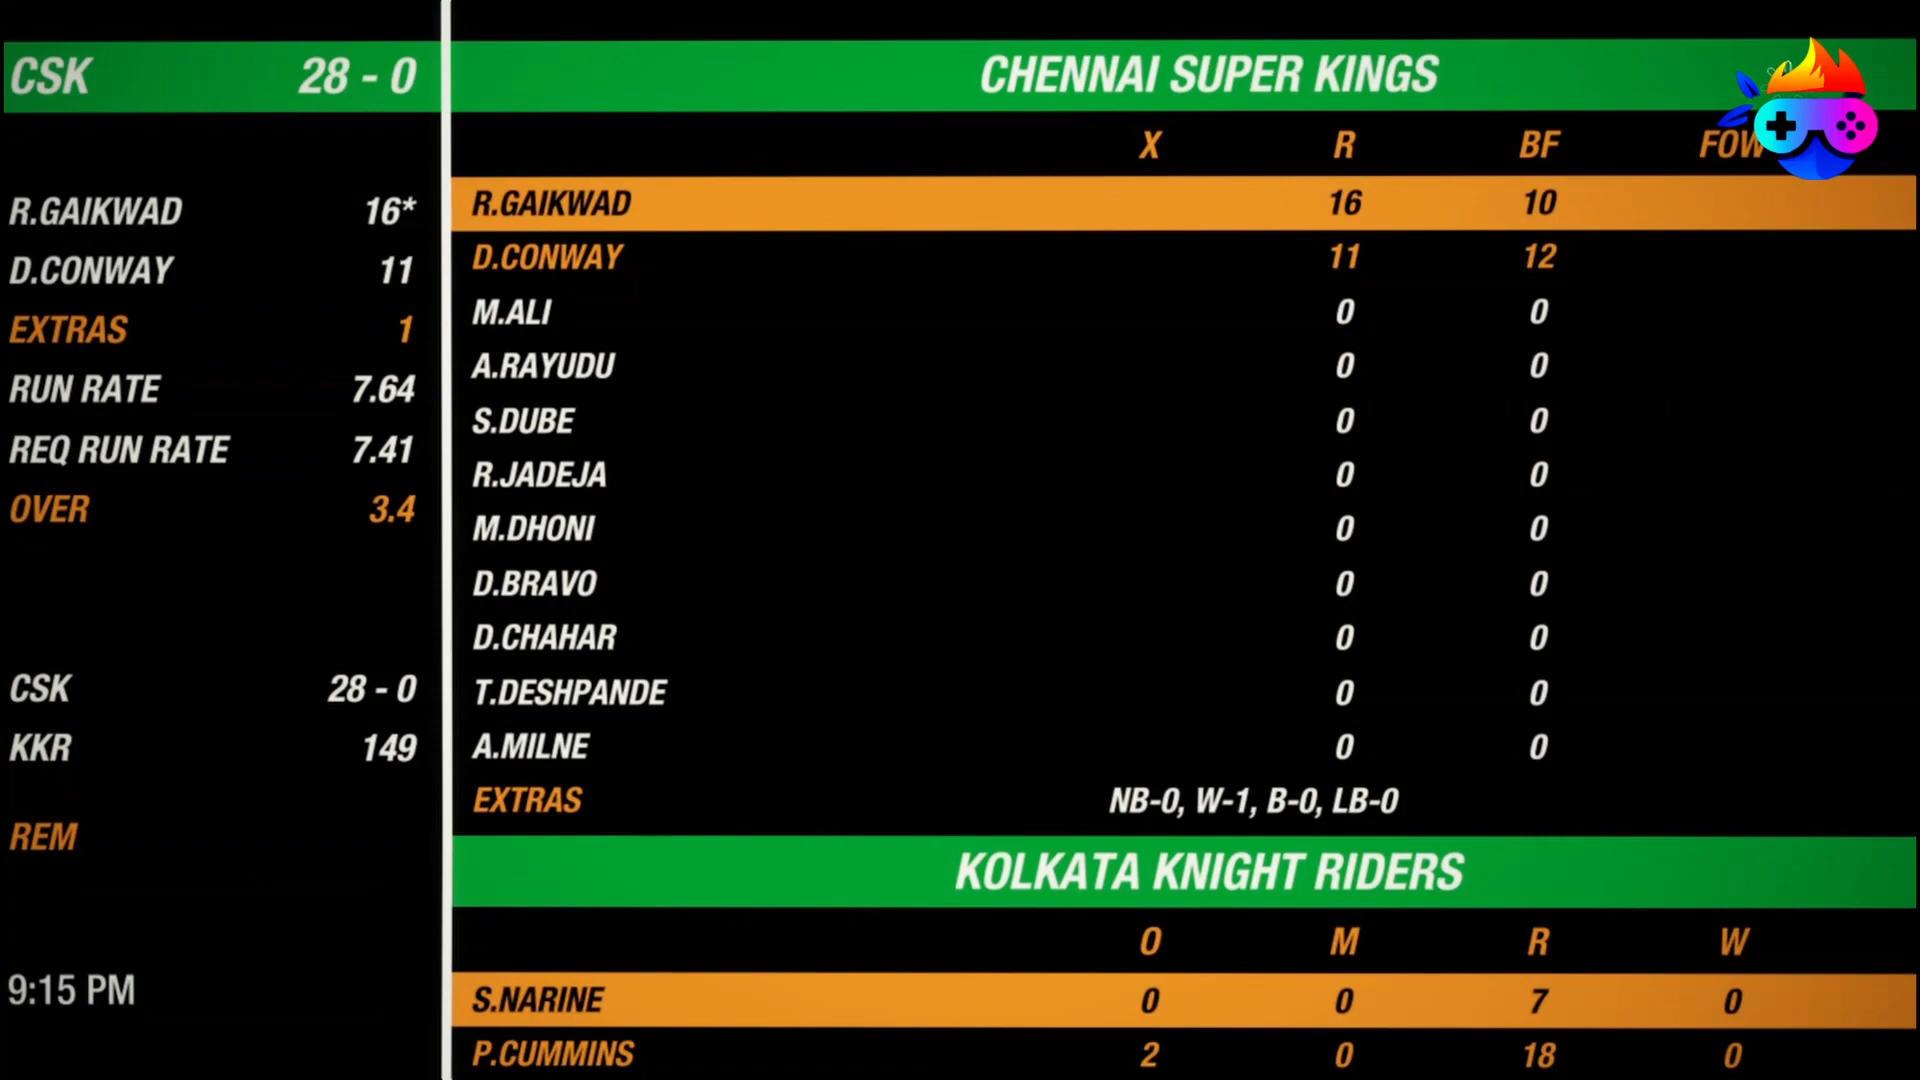 CSK 28 - 0
R.GAIKWAD 16*
D.CONWAY 11
EXTRAS 1
RUN RATE 7.64
REQ RUN RATE 7.41
OVER 3.4
CSK 28 - 0
KKR 149
REM
9:15 PM
CHENNAI SUPER KINGS
X R BF FOW
R.GAIKWAD 16 10
D.CONWAY 11 12
M.ALI 0 0
A.RAYUDU 0 0
S.DUBE 0 0
R.JADEJA 0 0
M.DHONI 0 0
D.BRAVO 0 0
D.CHAHAR 0 0
T.DESHPANDE 0 0
A.MILNE 0 0
EXTRAS NB-0, W-1, B-0, LB-0
KOLKATA KNIGHT RIDERS
O M R W
S.NARINE 0 0 7 0
P.CUMMINS 2 0 18 0